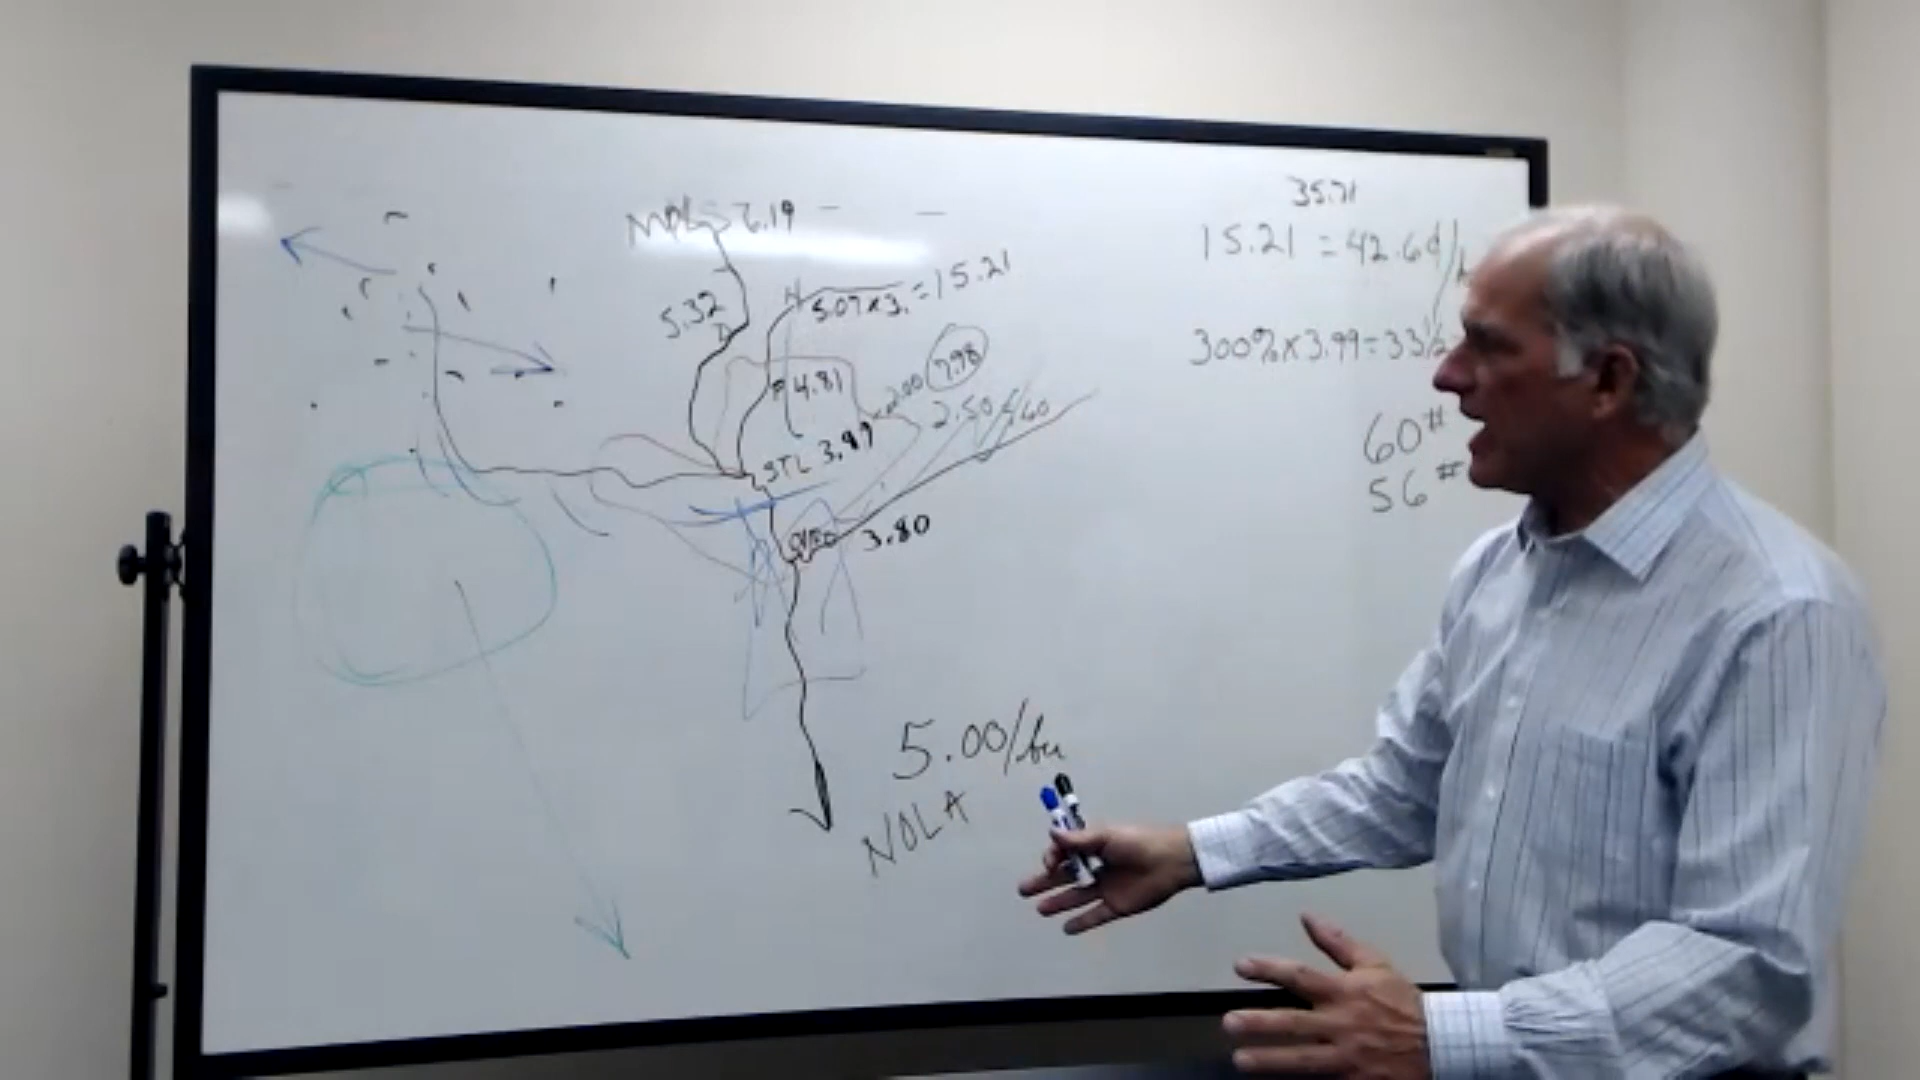 MPLS 6.19
5.32
5.07 x 3. = 15.21
4.81
STL 3.99 x 2.00 7.98
2.50
3.80
5.00/bu
NOLA
35.71
15.21 = 42.6¢/
300% x 3.99 = 33 1/2
60#
56#